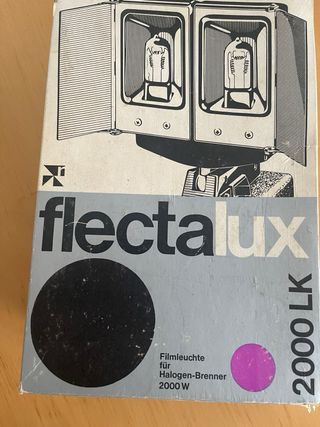 flectalux
2000 LK
Filmleuchte
für
Halogen-Brenner
2000 W